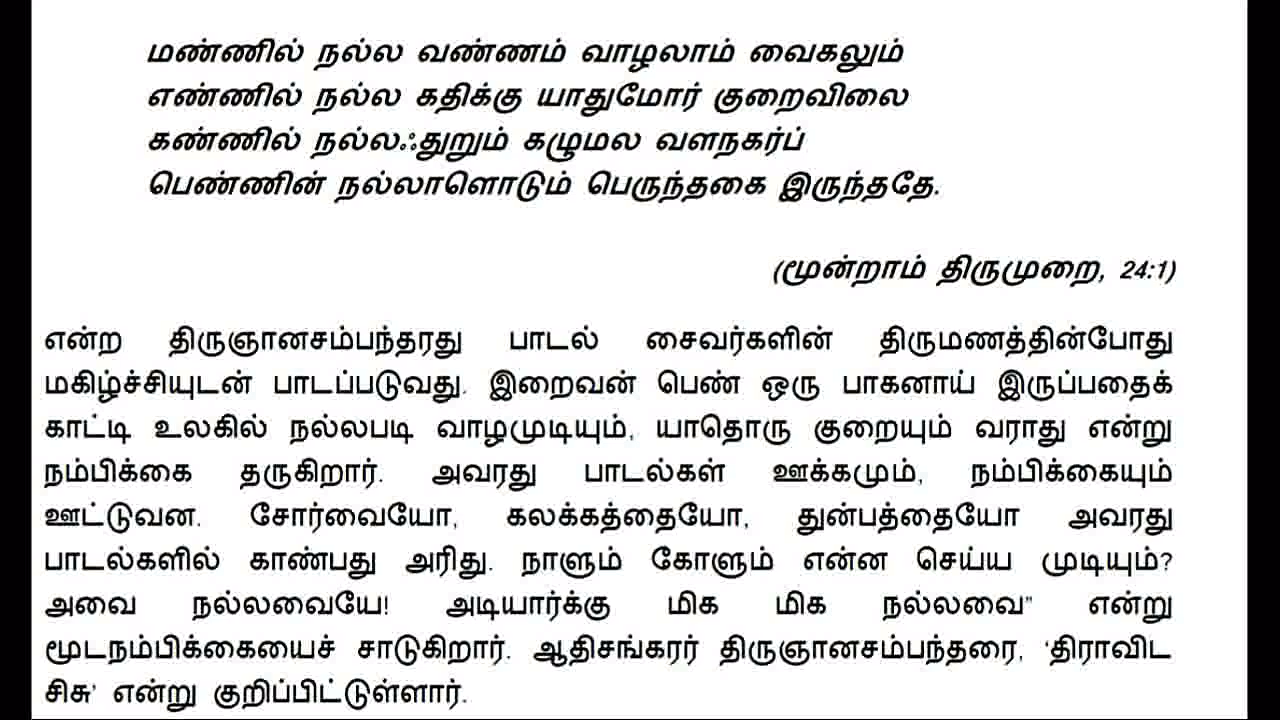 மண்ணில் நல்ல வண்ணம் வாழலாம் வைகலும்
எண்ணில் நல்ல கதிக்கு யாதுமோர் குறைவிலை
கண்ணில் நல்லஃதுறும் கழுமல வளநகர்ப்
பெண்ணின் நல்லாளொடும் பெருந்தகை இருந்ததே.
(மூன்றாம் திருமுறை, 24:1)
என்ற திருஞானசம்பந்தரது பாடல் சைவர்களின் திருமணத்தின்போது
மகிழ்ச்சியுடன் பாடப்படுவது. இறைவன் பெண் ஒரு பாகனாய் இருப்பதைக்
காட்டி உலகில் நல்லபடி வாழமுடியும், யாதொரு குறையும் வராது என்று
நம்பிக்கை தருகிறார். அவரது பாடல்கள் ஊக்கமும், நம்பிக்கையும்
ஊட்டுவன. சோர்வையோ, கலக்கத்தையோ, துன்பத்தையோ அவரது
பாடல்களில் காண்பது அரிது. நாளும் கோளும் என்ன செய்ய முடியும்?
அவை நல்லவையே! அடியார்க்கு மிக மிக நல்லவை" என்று
மூடநம்பிக்கையைச் சாடுகிறார். ஆதிசங்கரர் திருஞானசம்பந்தரை, 'திராவிட
சிசு' என்று குறிப்பிட்டுள்ளார்.